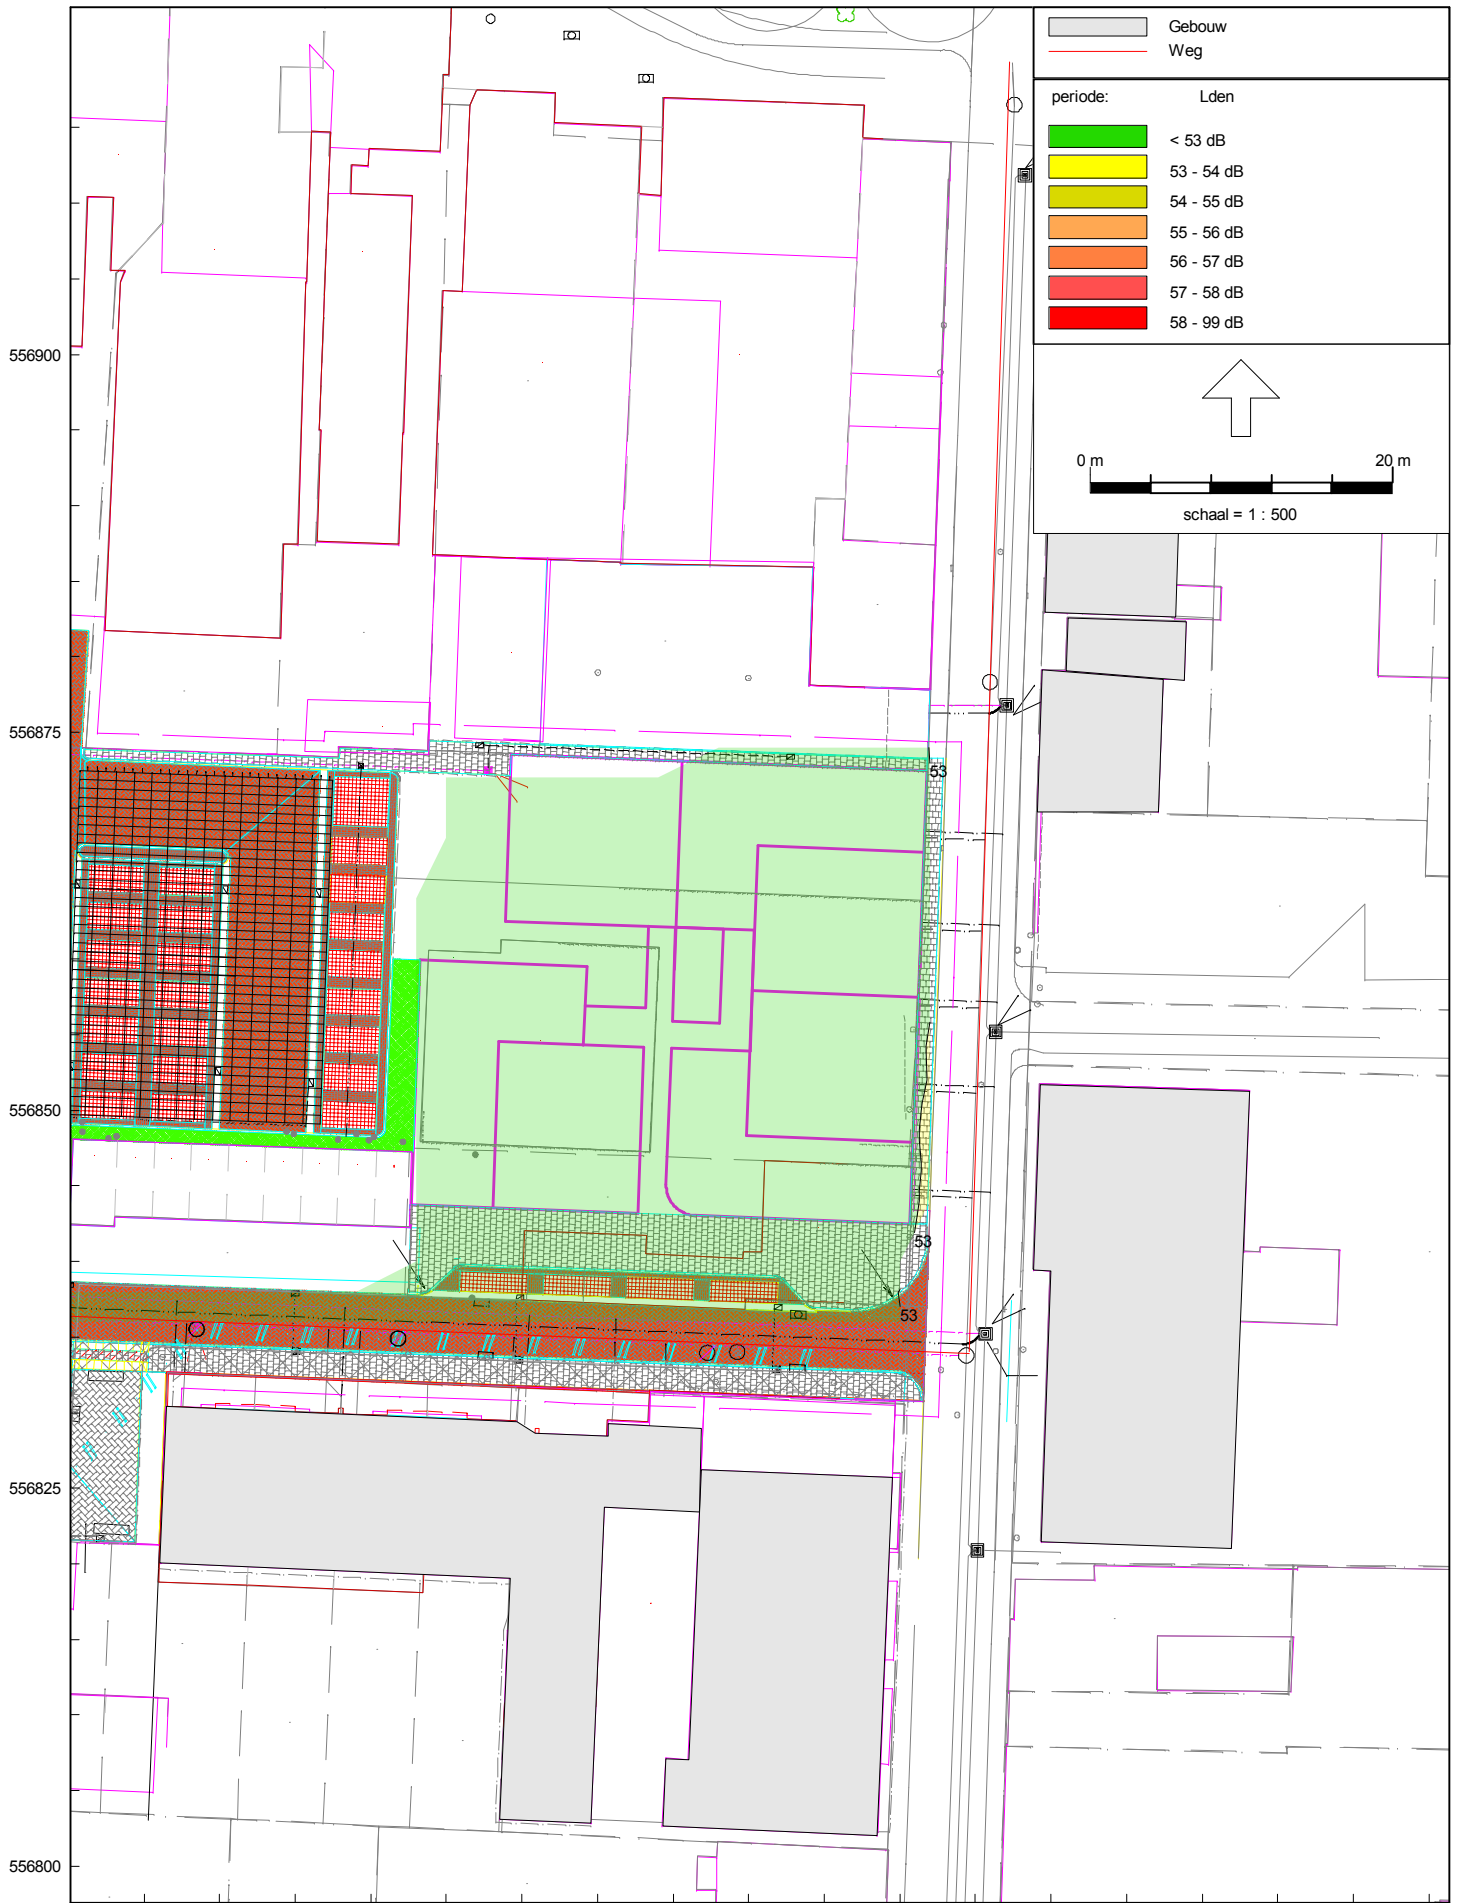 Gebouw
Weg
periode: Lden
< 53 dB
53 - 54 dB
54 - 55 dB
55 - 56 dB
56 - 57 dB
57 - 58 dB
58 - 99 dB
0 m 20 m
schaal = 1 : 500
556900
556875
53
556850
53
53
556825
556800